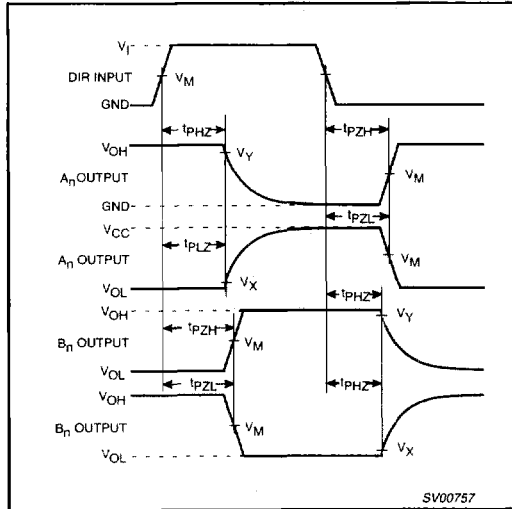 VI
DIR INPUT
VM
GND
tPHZ
tPZH
VOH
VY
An OUTPUT
VM
GND
tPZL
VCC
tPLZ
An OUTPUT
VM
VX
VOL
tPHZ
VOH
VY
tPZH
Bn OUTPUT
VM
VOL
tPZL
tPHZ
VOH
Bn OUTPUT
VM
VOL
VX
SV00757